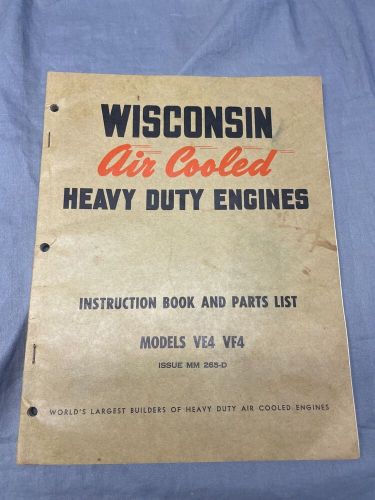 WISCONSIN
Air Cooled
HEAVY DUTY ENGINES
INSTRUCTION BOOK AND PARTS LIST
MODELS VE4 VF4
ISSUE MM 265-D
WORLD'S LARGEST BUILDERS OF HEAVY DUTY AIR COOLED ENGINES